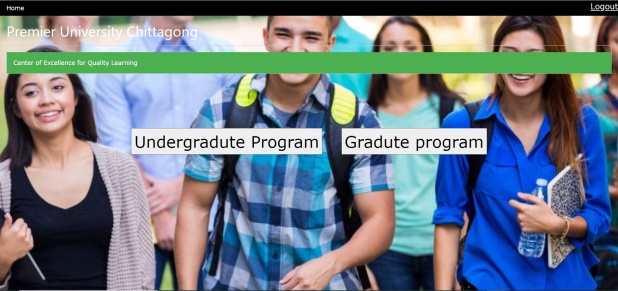 Home
Logout
Premier University Chittagong
Center of Excellence for Quality Learning
Undergradute Program
Gradute program